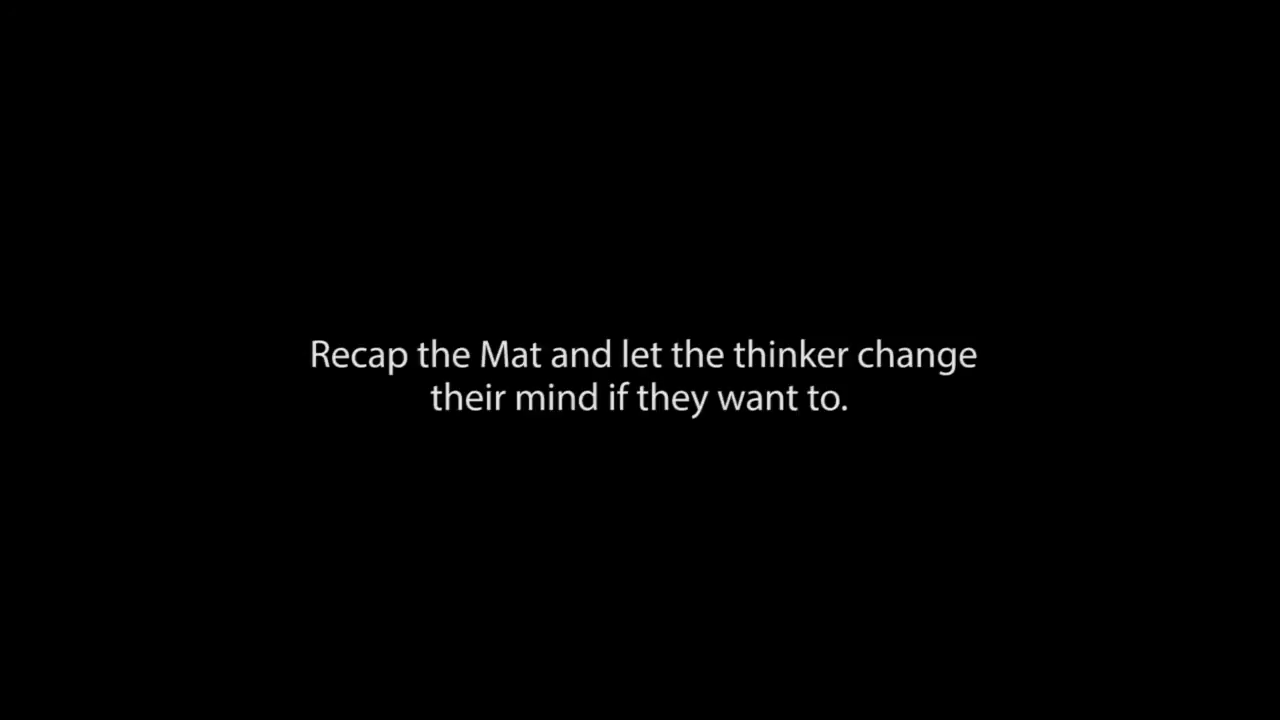 Recap the Mat and let the thinker change
their mind if they want to.